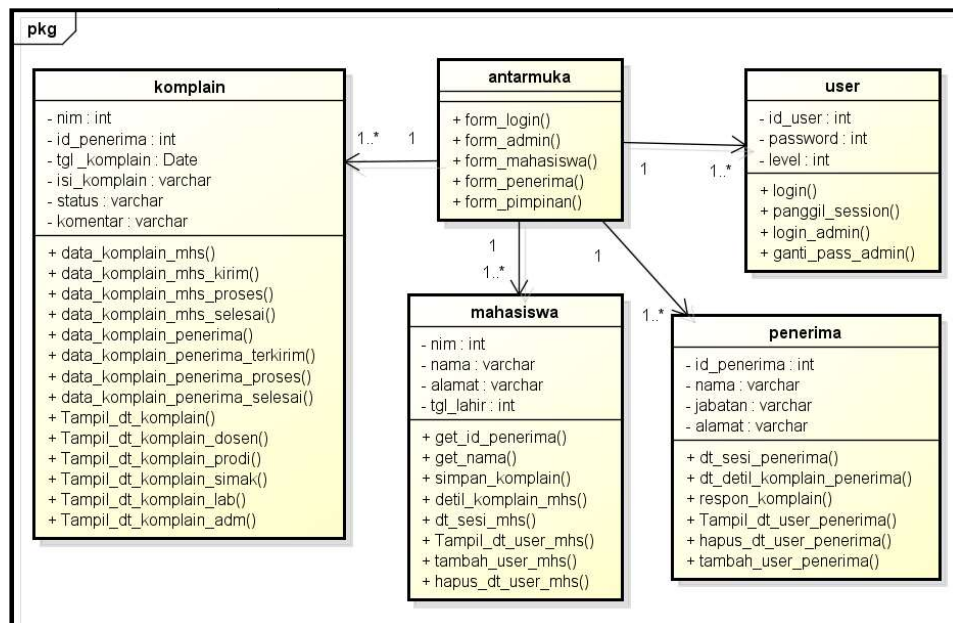 pkg
komplain
- nim : int
- id_penerima : int
- tgl _komplain : Date
- isi_komplain : varchar
- status : varchar
- komentar : varchar
+ data_komplain_mhs()
+ data_komplain_mhs_kirim()
+ data_komplain_mhs_proses()
+ data_komplain_mhs_selesai()
+ data_komplain_penerima()
+ data_komplain_penerima_terkirim()
+ data_komplain_penerima_proses()
+ data_komplain_penerima_selesai()
+ Tampil_dt_komplain()
+ Tampil_dt_komplain_dosen()
+ Tampil_dt_komplain_prodi()
+ Tampil_dt_komplain_simak()
+ Tampil_dt_komplain_lab()
+ Tampil_dt_komplain_adm()
1..*
1
antarmuka
+ form_login()
+ form_admin()
+ form_mahasiswa()
+ form_penerima()
+ form_pimpinan()
1
1..*
user
- id_user : int
- password : int
- level : int
+ login()
+ panggil_session()
+ login_admin()
+ ganti_pass_admin()
1
1..*
mahasiswa
- nim : int
- nama : varchar
- alamat : varchar
- tgl_lahir : int
+ get_id_penerima()
+ get_nama()
+ simpan_komplain()
+ detil_komplain_mhs()
+ dt_sesi_mhs()
+ Tampil_dt_user_mhs()
+ tambah_user_mhs()
+ hapus_dt_user_mhs()
1
1..*
penerima
- id_penerima : int
- nama : varchar
- jabatan : varchar
- alamat : varchar
+ dt_sesi_penerima()
+ dt_detil_komplain_penerima()
+ respon_komplain()
+ Tampil_dt_user_penerima()
+ hapus_dt_user_penerima()
+ tambah_user_penerima()